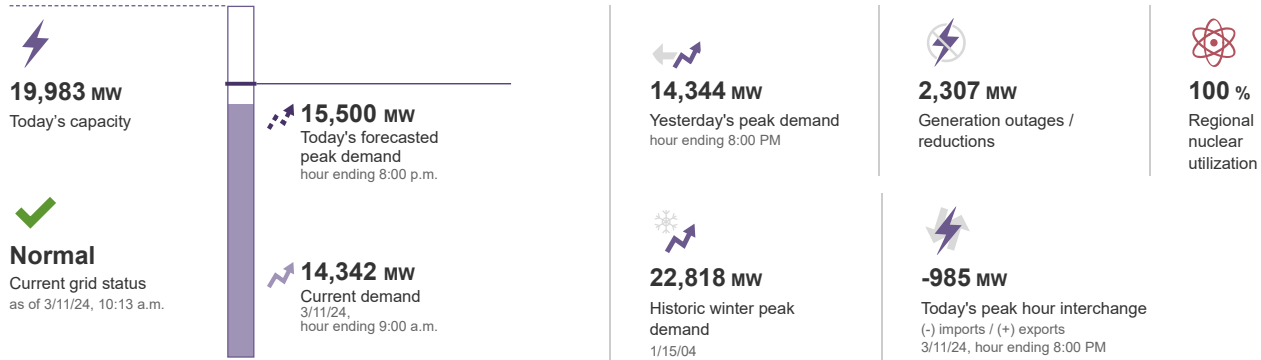 19,983 MW
Today's capacity
Normal
Current grid status
as of 3/11/24, 10:13 a.m.
15,500 MW
Today's forecasted
peak demand
hour ending 8:00 p.m.
14,342 MW
Current demand
3/11/24,
hour ending 9:00 a.m.
14,344 MW
Yesterday's peak demand
hour ending 8:00 PM
2,307 MW
Generation outages /
reductions
100 %
Regional
nuclear
utilization
22,818 MW
Historic winter peak
demand
1/15/04
-985 MW
Today's peak hour interchange
(-) imports / (+) exports
3/11/24, hour ending 8:00 PM